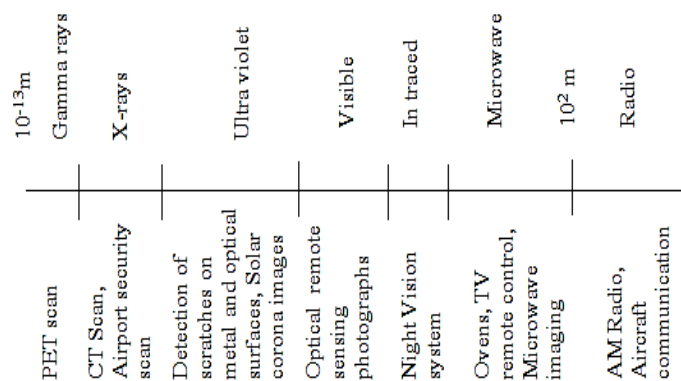 10-13m
Gamma rays
X-rays
Ultra violet
Visible
In traced
Microwave
10² m
Radio
PET scan
CT Scan,
Airport security
scan
Detection of
scratches on
metal and optical
surfaces, Solar
corona images
Optical remote
sensing
photographs
Night Vision
system
Ovens, TV
remote control,
Microwave
imaging
AM Radio,
Aircraft
communication